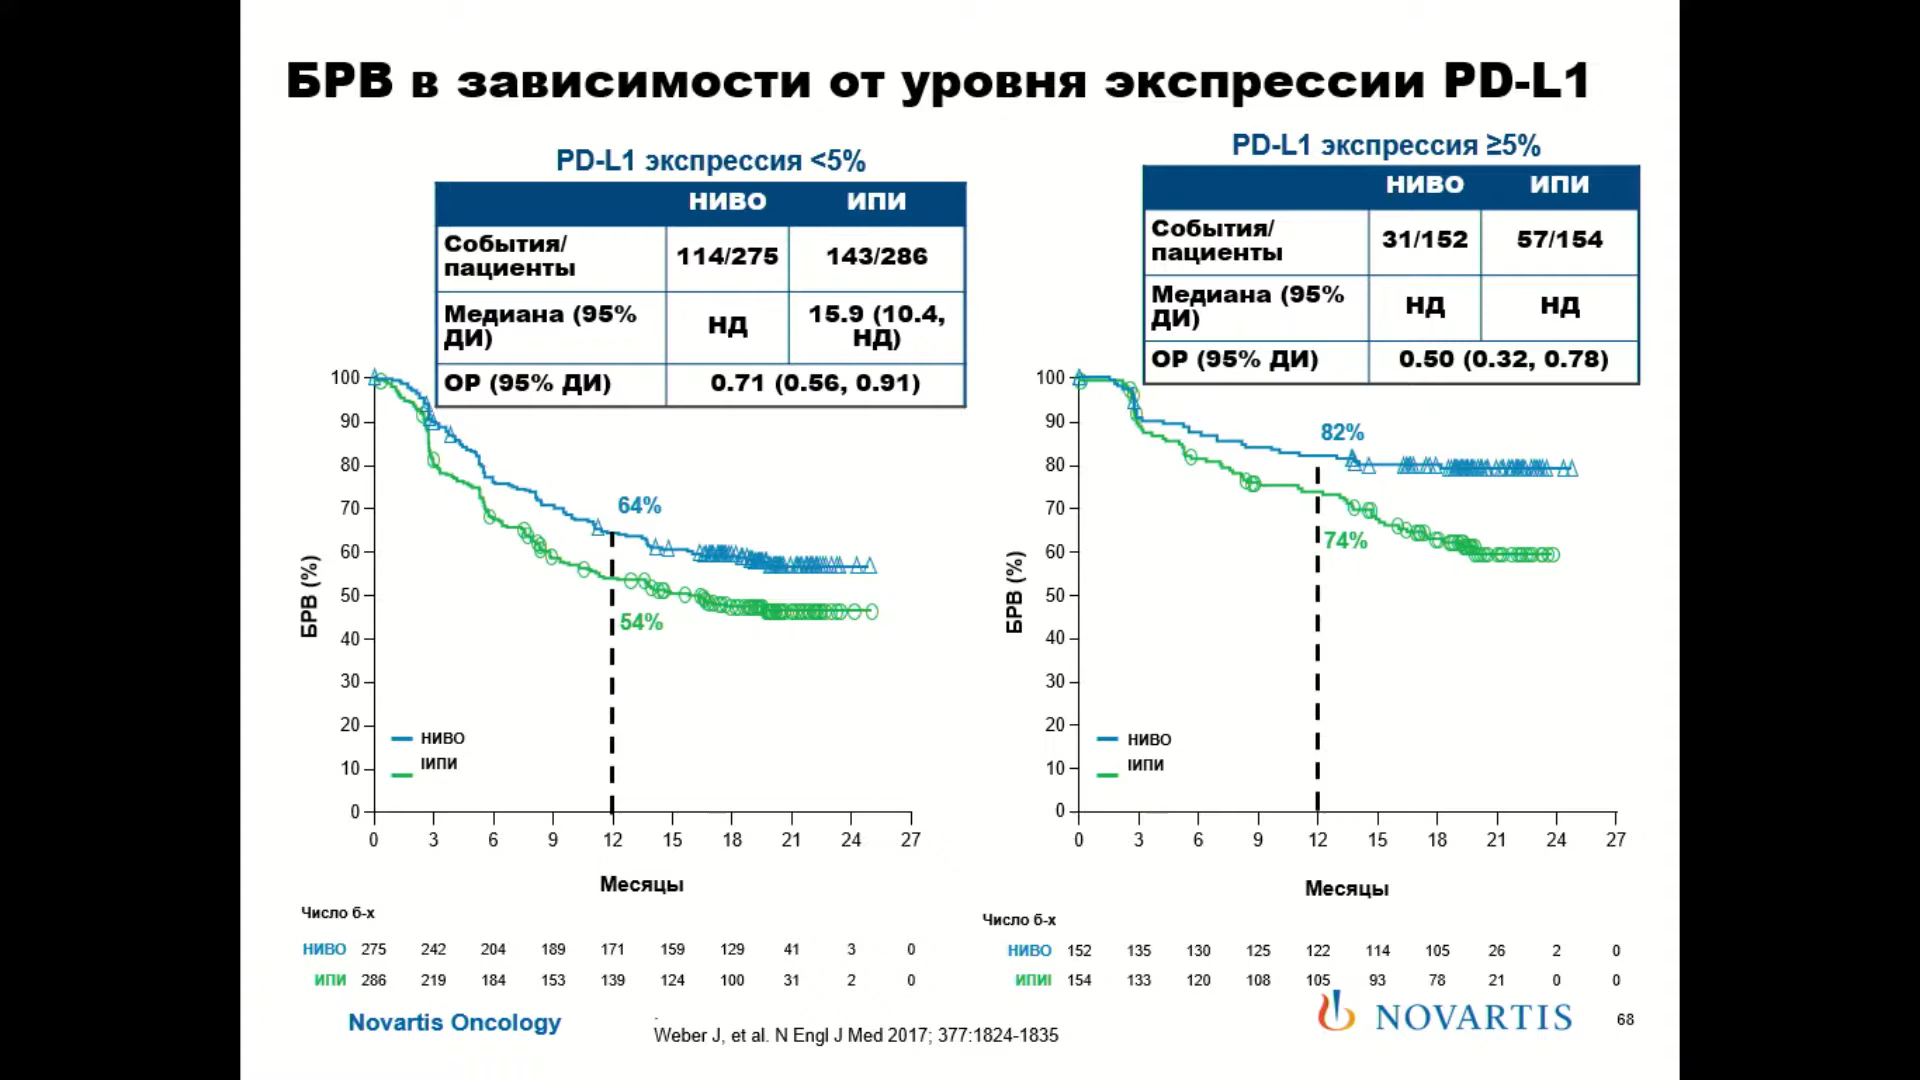 БРВ в зависимости от уровня экспрессии PD-L1
PD-L1 экспрессия <5%
НИВО ИПИ
События/
пациенты
114/275 143/286
Медиана (95%
ДИ)
НД
15.9 (10.4,
НД)
ОР (95% ДИ) 0.71 (0.56, 0.91)
100
90
80
70
60
50
40
30
20
10
0
БРВ (%)
64%
54%
НИВО
IИПИ
0 3 6 9 12 15 18 21 24 27
Месяцы
Число б-х
НИВО 275 242 204 189 171 159 129 41 3 0
ИПИ 286 219 184 153 139 124 100 31 2 0
PD-L1 экспрессия ≥5%
НИВО ИПИ
События/
пациенты
31/152 57/154
Медиана (95%
ДИ)
НД НД
ОР (95% ДИ) 0.50 (0.32, 0.78)
100
90
80
70
60
50
40
30
20
10
0
БРВ (%)
82%
74%
НИВО
IИПИ
0 3 6 9 12 15 18 21 24 27
Месяцы
Число б-х
НИВО 152 135 130 125 122 114 105 26 2 0
ИПИI 154 133 120 108 105 93 78 21 0 0
Novartis Oncology
.
Weber J, et al. N Engl J Med 2017; 377:1824-1835
NOVARTIS
68